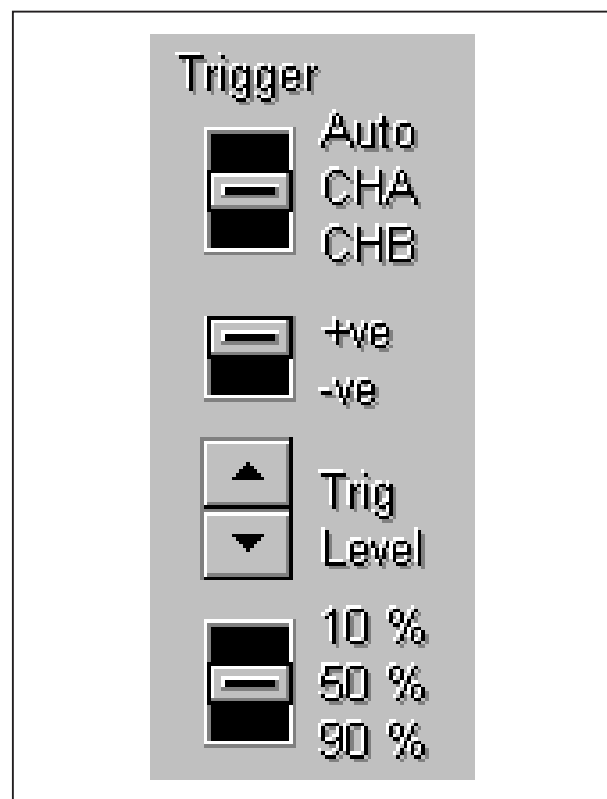 Trigger
Auto
CHA
CHB
+ve
-ve
Trig
Level
10 %
50 %
90 %